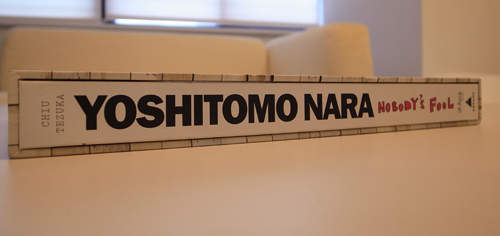 CHIU
TEZUKA
YOSHITOMO NARA
NOBODY'S FOOL